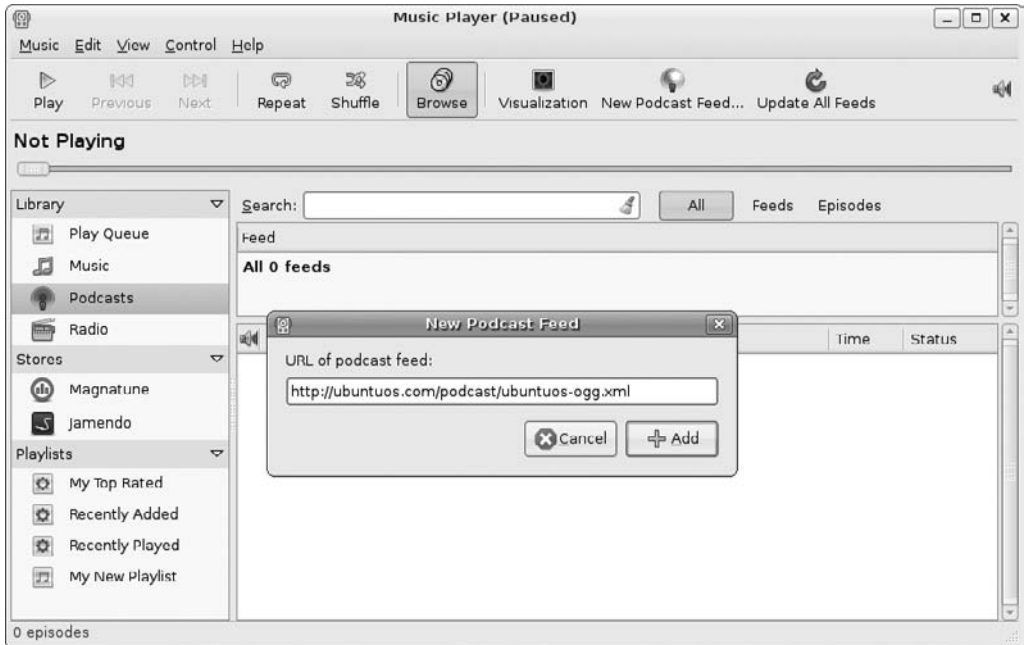 Music Player (Paused)
Music Edit View Control Help
Play Previous Next Repeat Shuffle Browse Visualization New Podcast Feed... Update All Feeds
Not Playing
Library
Play Queue
Music
Podcasts
Radio
Stores
Magnatune
Jamendo
Playlists
My Top Rated
Recently Added
Recently Played
My New Playlist
Search: All Feeds Episodes
Feed
All 0 feeds
Time Status
New Podcast Feed
URL of podcast feed:
http://ubuntuos.com/podcast/ubuntuos-ogg.xml
Cancel Add
0 episodes